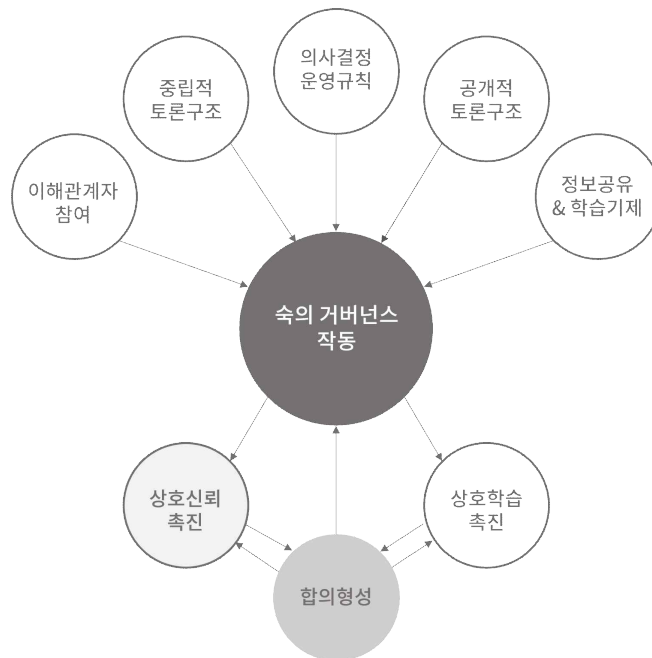 의사결정
운영규칙
중립적
토론구조
공개적
토론구조
이해관계자
참여
정보공유
& 학습기제
숙의 거버넌스
작동
상호신뢰
촉진
상호학습
촉진
합의형성